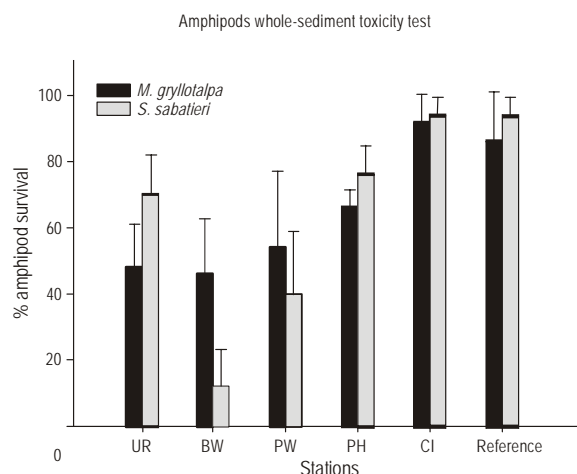 Amphipods whole-sediment toxicity test
M. gryllotalpa
S. sabatieri
% amphipod survival
100
80
60
40
20
0
UR BW PW PH CI Reference
Stations